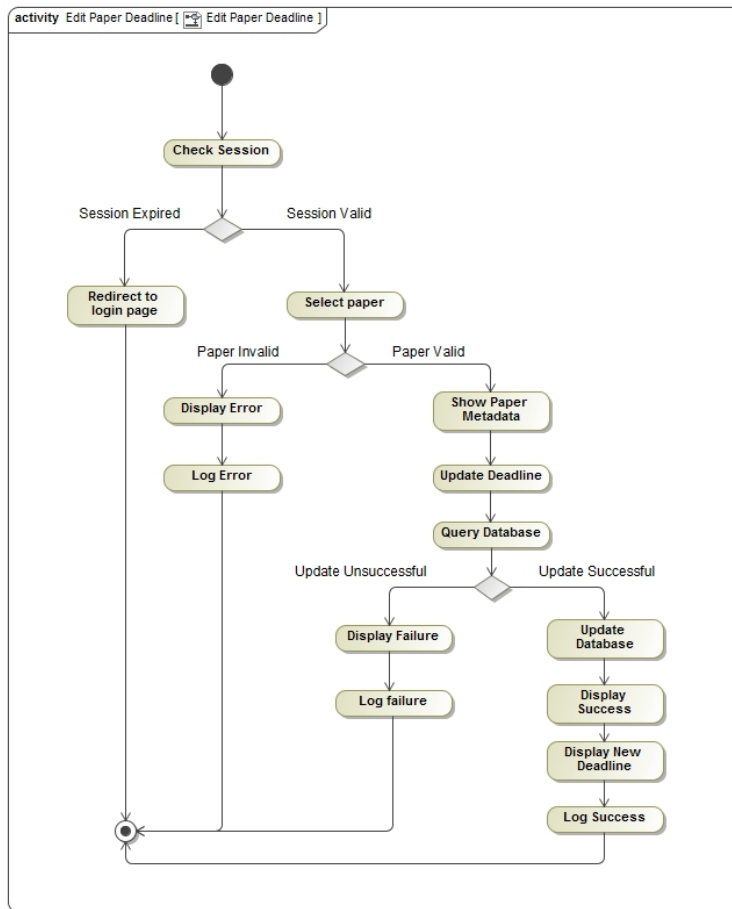 activity Edit Paper Deadline [ Edit Paper Deadline ]
Check Session
Session Expired
Session Valid
Redirect to
login page
Select paper
Paper Invalid
Paper Valid
Display Error
Show Paper
Metadata
Log Error
Update Deadline
Query Database
Update Unsuccessful
Update Successful
Display Failure
Update
Database
Log failure
Display
Success
Display New
Deadline
Log Success